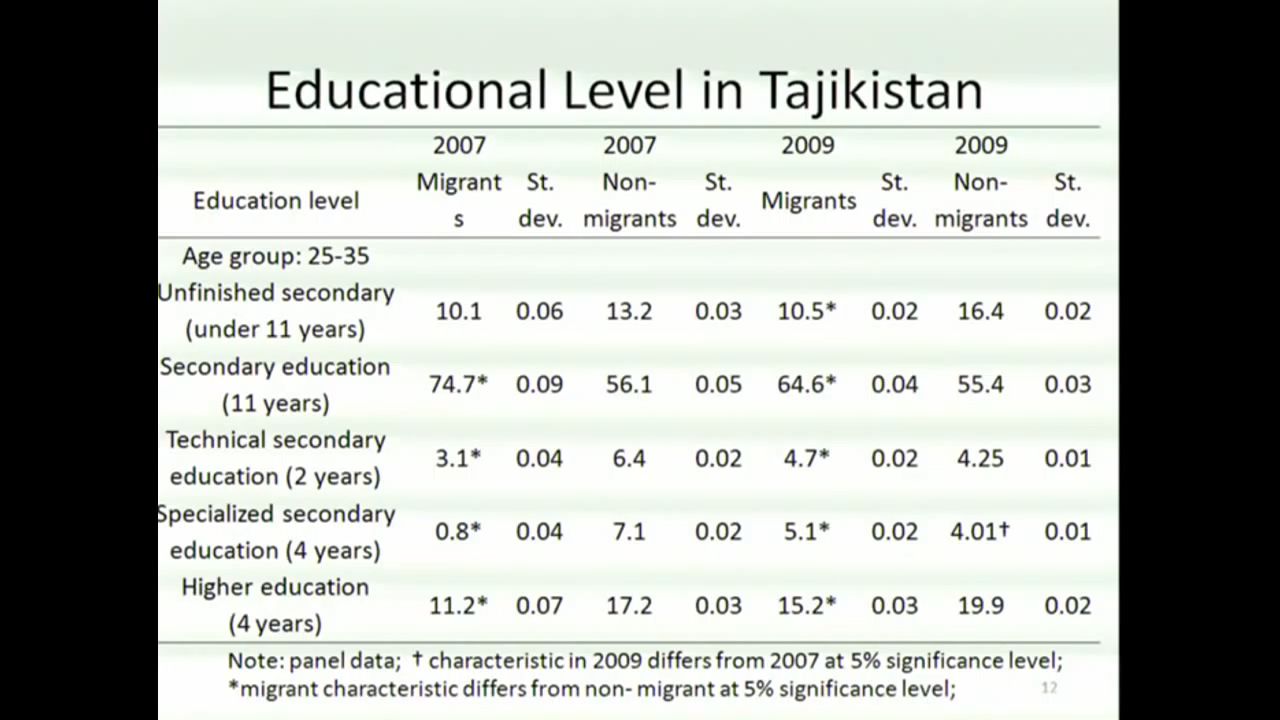 Educational Level in Tajikistan
2007 2007 2009 2009
Education level Migrant s St. dev. Non- migrants St. dev. Migrants St. dev. Non- migrants St. dev.
Age group: 25-35
Unfinished secondary (under 11 years) 10.1 0.06 13.2 0.03 10.5* 0.02 16.4 0.02
Secondary education (11 years) 74.7* 0.09 56.1 0.05 64.6* 0.04 55.4 0.03
Technical secondary education (2 years) 3.1* 0.04 6.4 0.02 4.7* 0.02 4.25 0.01
Specialized secondary education (4 years) 0.8* 0.04 7.1 0.02 5.1* 0.02 4.01† 0.01
Higher education (4 years) 11.2* 0.07 17.2 0.03 15.2* 0.03 19.9 0.02
Note: panel data; † characteristic in 2009 differs from 2007 at 5% significance level;
*migrant characteristic differs from non- migrant at 5% significance level;
12